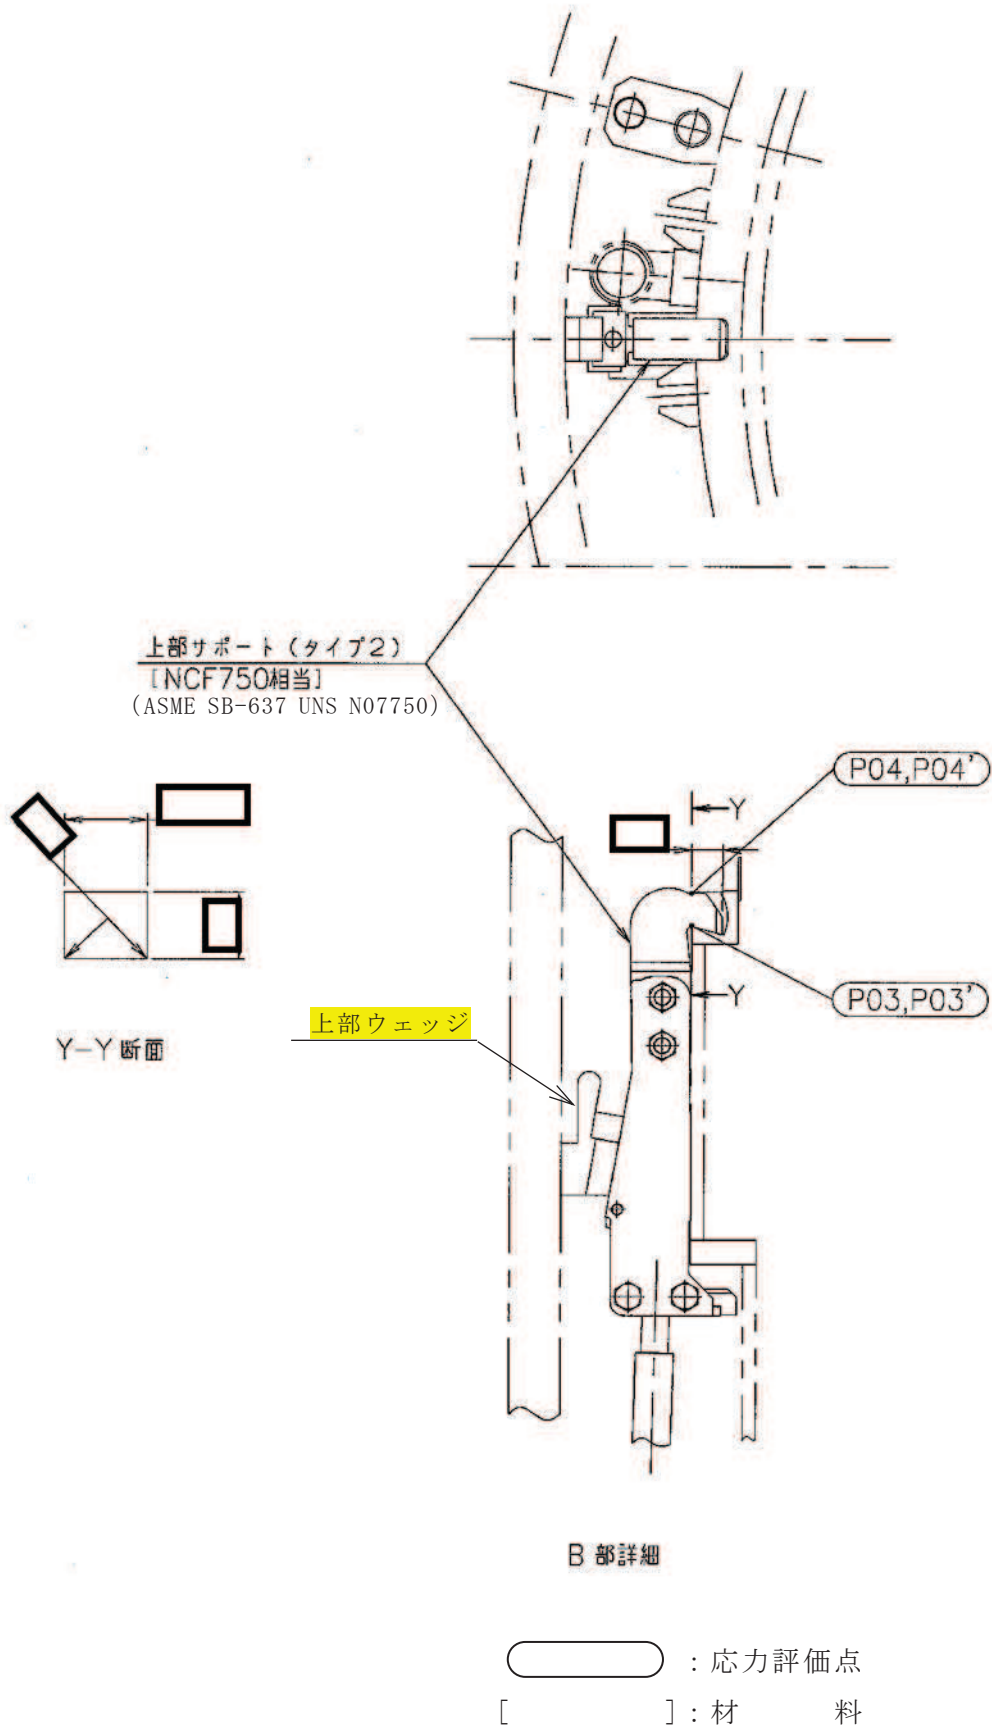 上部サポート（タイプ２）
[NCF750相当]
(ASME SB-637 UNS N07750)
P04,P04'
Y
Y
P03,P03'
上部ウェッジ
Y-Y 断面
B 部詳細
：応力評価点
[ ]：材 料